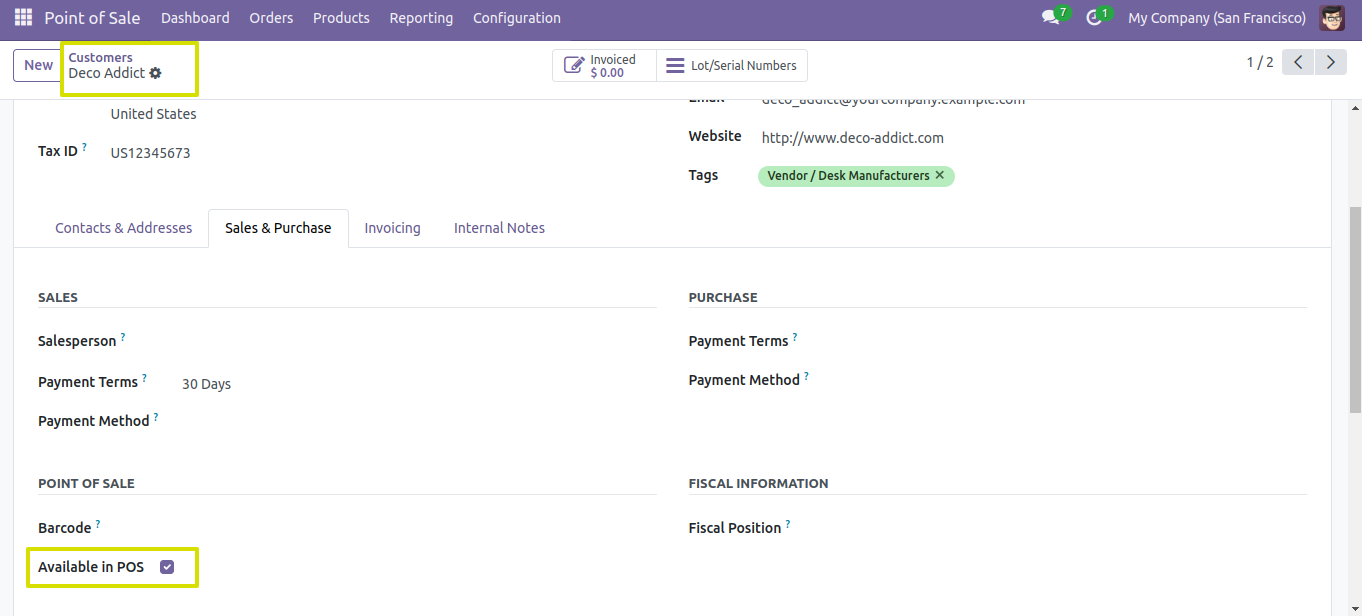 Point of Sale Dashboard Orders Products Reporting Configuration 7 1 My Company (San Francisco)
New Customers Invoiced Lot/Serial Numbers 1 / 2
Deco Addict $ 0.00
United States
deco_addict@yourcompany.example.com
Website http://www.deco-addict.com
Tax ID ? US12345673
Tags Vendor / Desk Manufacturers ✕
Contacts & Addresses Sales & Purchase Invoicing Internal Notes
SALES PURCHASE
Salesperson ? Payment Terms ?
Payment Terms ? 30 Days Payment Method ?
Payment Method ?
POINT OF SALE FISCAL INFORMATION
Barcode ? Fiscal Position ?
Available in POS